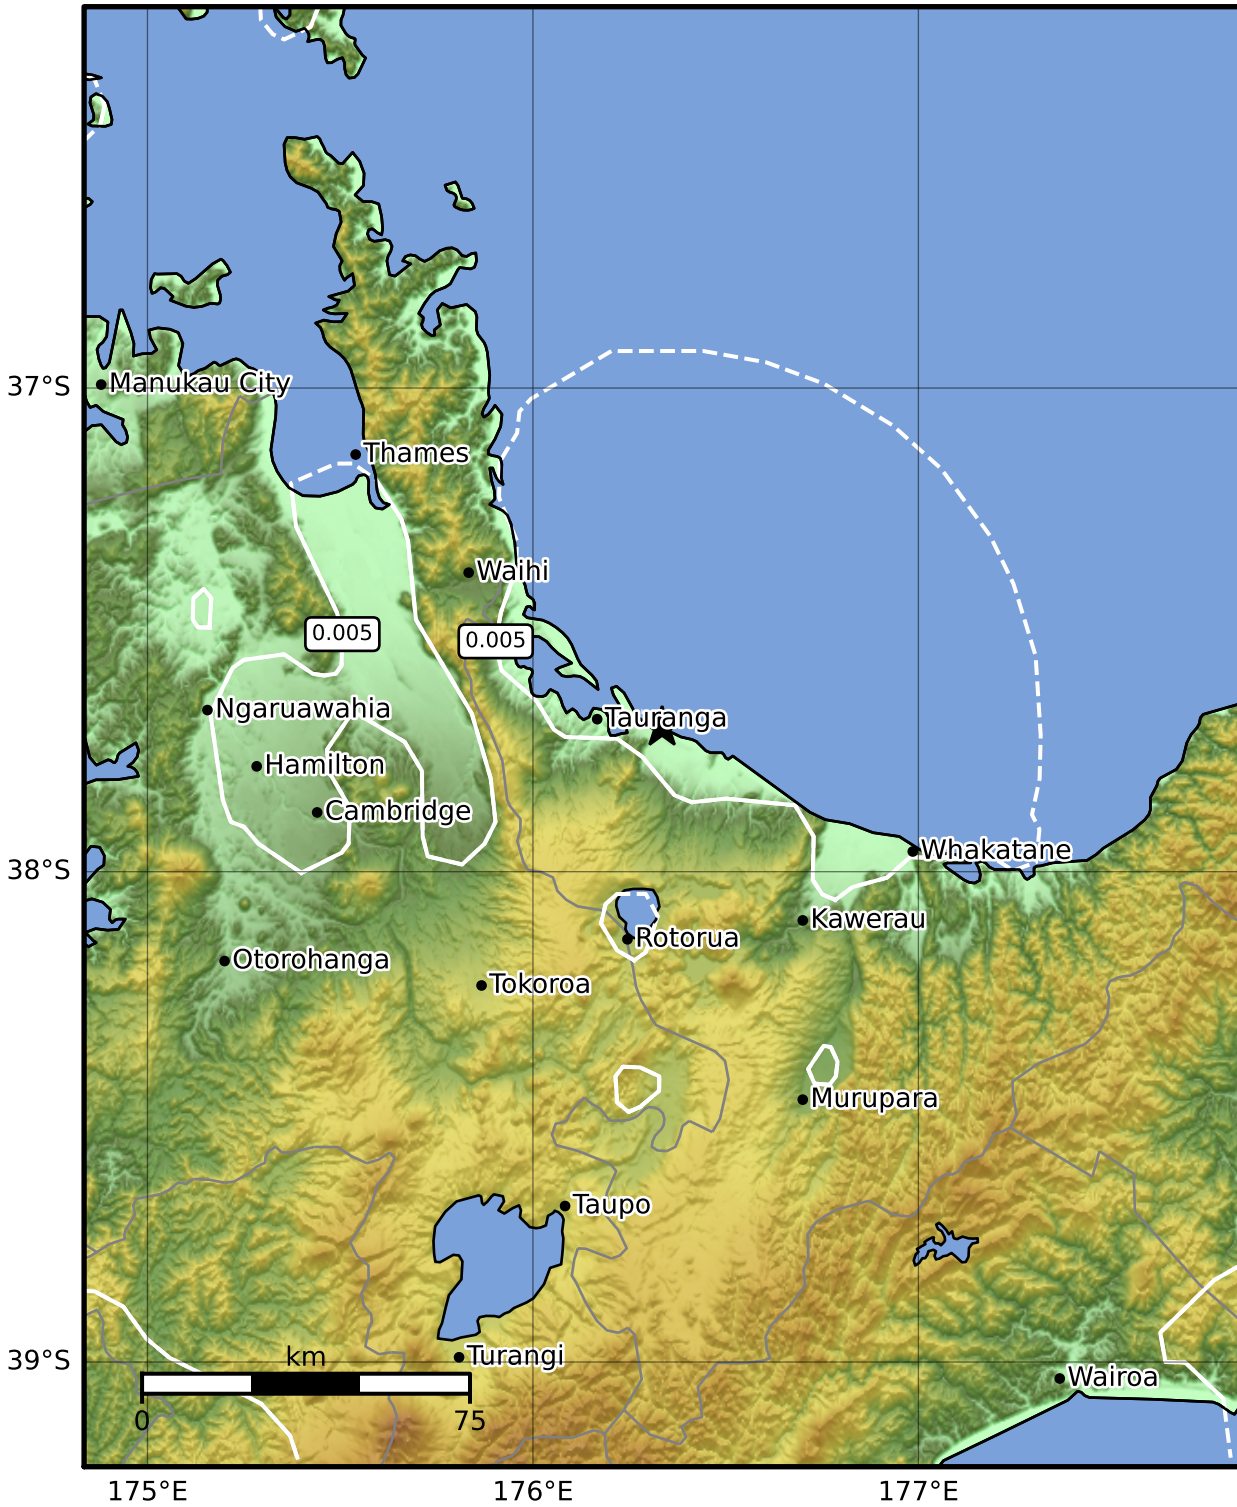 37°S
38°S
39°S
Manukau City
Thames
Waihi
0.005
0.005
Ngaruawahia
Tauranga
Hamilton
Cambridge
Whakatane
Kawerau
Rotorua
Otorohanga
Tokoroa
Murupara
Taupo
Turangi
Wairoa
km
0
75
175°E
176°E
177°E